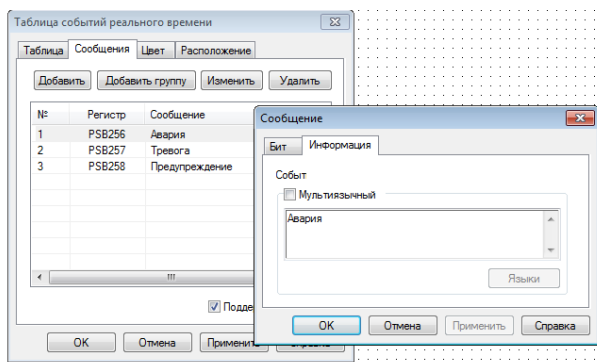 Таблица событий реального времени
Таблица Сообщения Цвет Расположение
Добавить Добавить группу Изменить Удалить
№ Регистр Сообщение
1 PSB256 Авария
2 PSB257 Тревога
3 PSB258 Предупреждение
OK Отмена
Сообщение
Бит Информация
Событ
Мультиязычный
Авария
Языки
OK Отмена Применить Справка